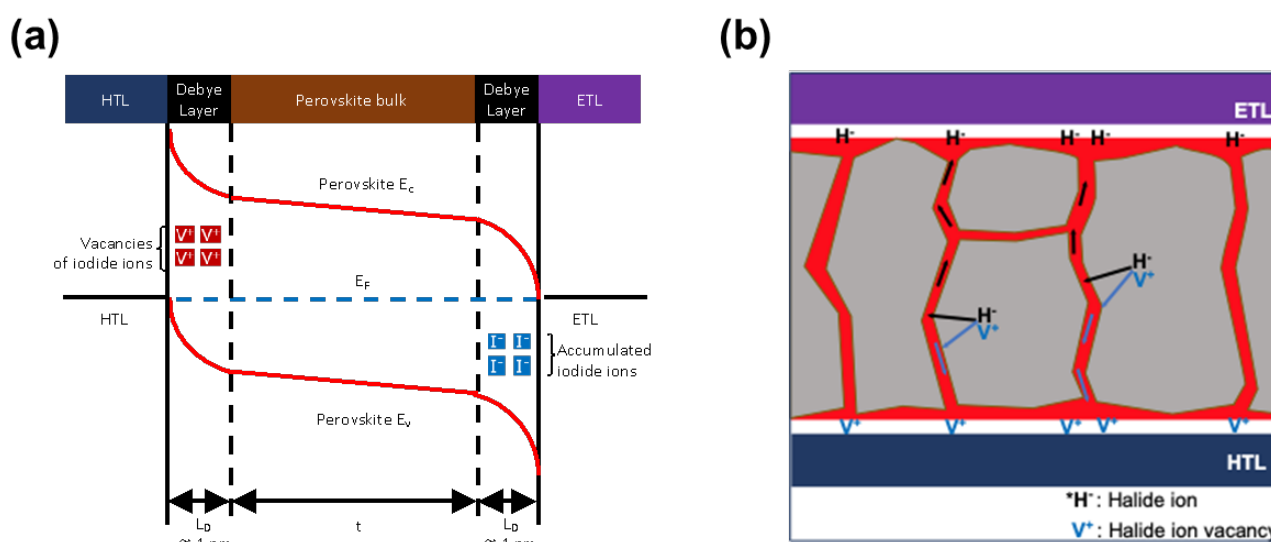 (a)
HTL
Debye
Layer
Perovskite bulk
Debye
Layer
ETL
Perovskite Ec
V⁺ V⁺
V⁺ V⁺
Vacancies
of iodide ions
EF
HTL
ETL
I⁻ I⁻
I⁻ I⁻
Accumulated
iodide ions
Perovskite Ev
LD
t
LD
(b)
ETL
H⁻ H⁻ H⁻ H⁻ H⁻
H⁻
V⁺
H⁻
V⁺
V⁺ V⁺ V⁺ V⁺ V⁺
HTL
*H⁻: Halide ion
V⁺: Halide ion vacancy